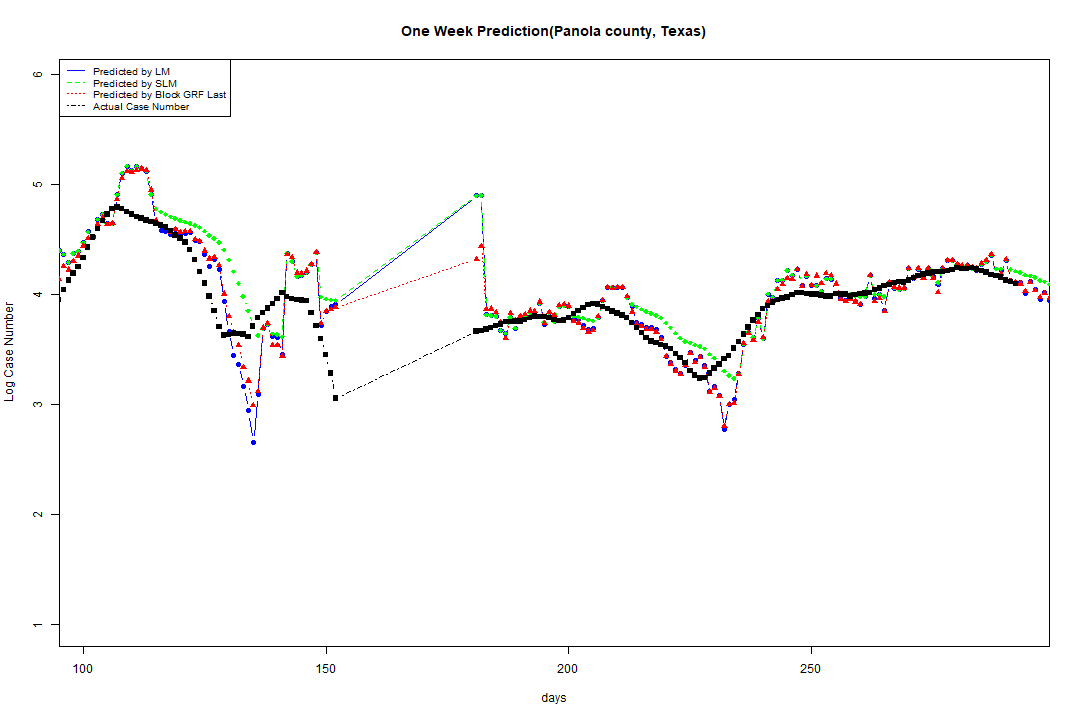 One Week Prediction(Panola county, Texas)
Predicted by LM
Predicted by SLM
Predicted by Block GRF Last
Actual Case Number
6
5
4
3
2
1
Log Case Number
100 150 200 250
days